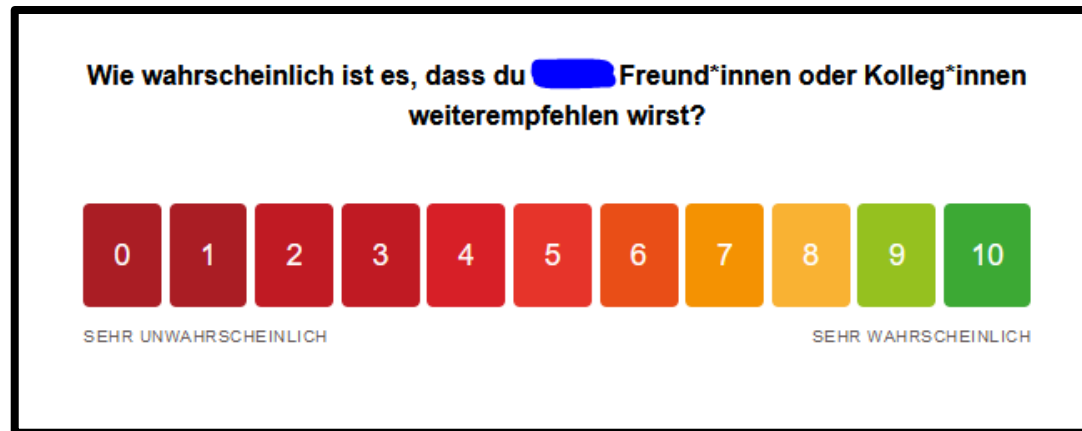 Wie wahrscheinlich ist es, dass du Freund*innen oder Kolleg*innen
weiterempfehlen wirst?
0 1 2 3 4 5 6 7 8 9 10
SEHR UNWAHRSCHEINLICH SEHR WAHRSCHEINLICH